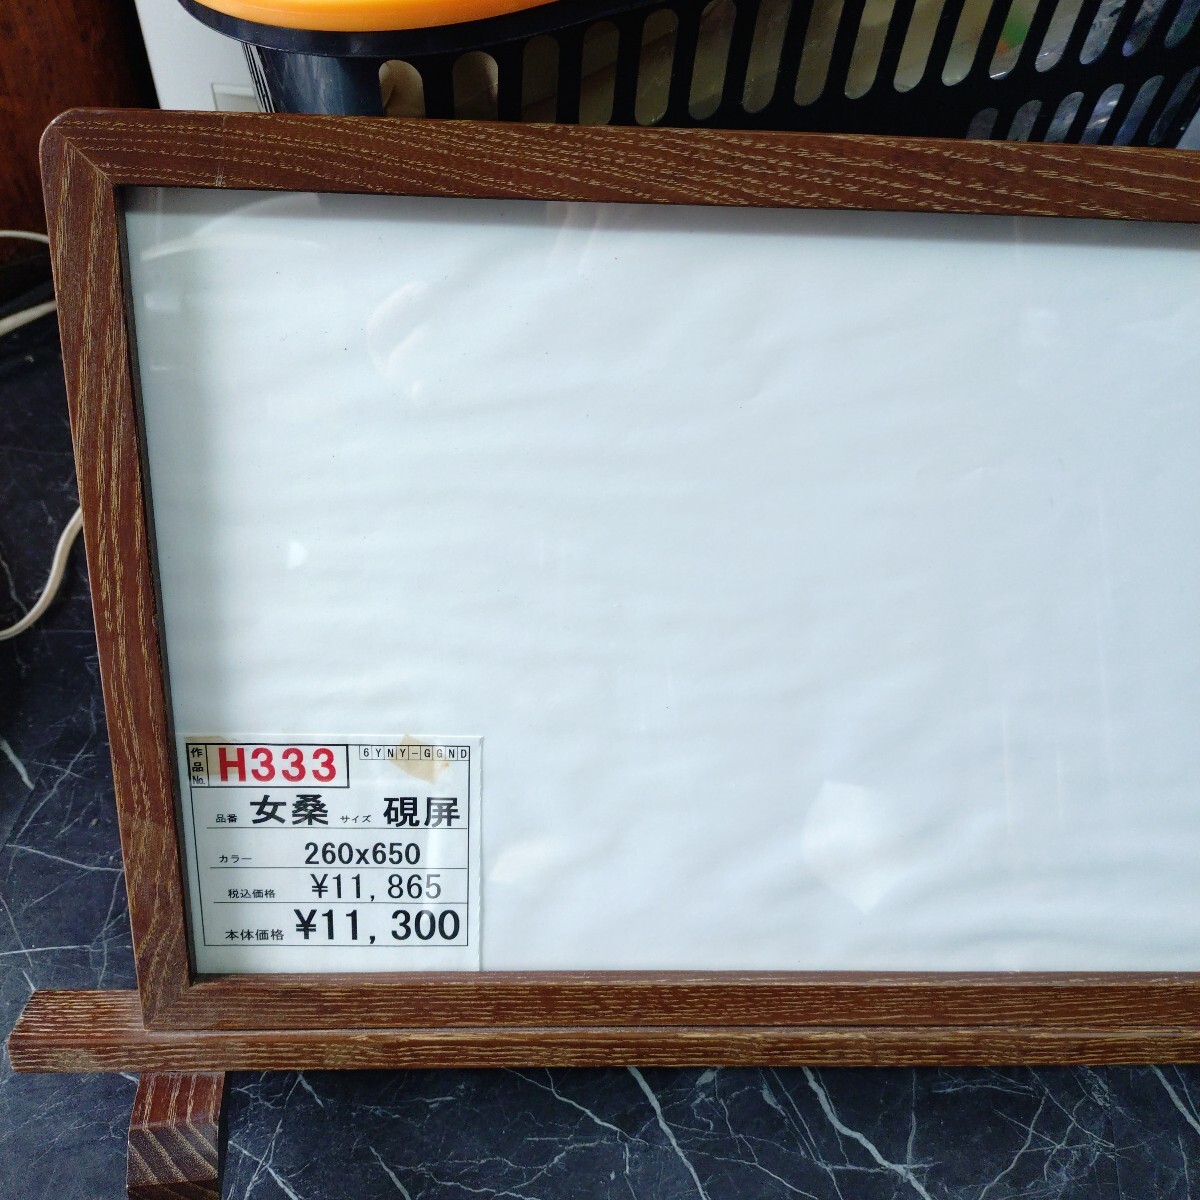 作品No. H333 6YNY-GGND
品番 女桑 サイズ 硯屏
カラー 260x650
税込価格 ¥11,865
本体価格 ¥11,300